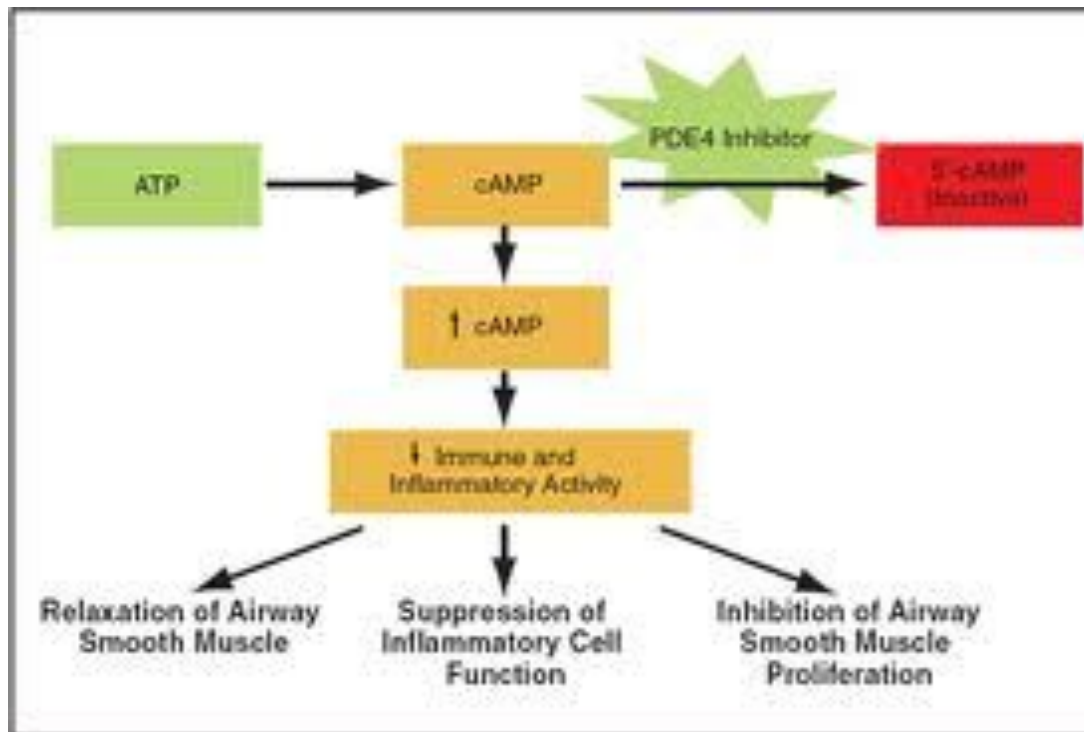 PDE4 Inhibitor
ATP
cAMP
5'-cAMP
(Inactive)
↑ cAMP
↓ Immune and
Inflammatory Activity
Relaxation of Airway
Smooth Muscle
Suppression of
Inflammatory Cell
Function
Inhibition of Airway
Smooth Muscle
Proliferation